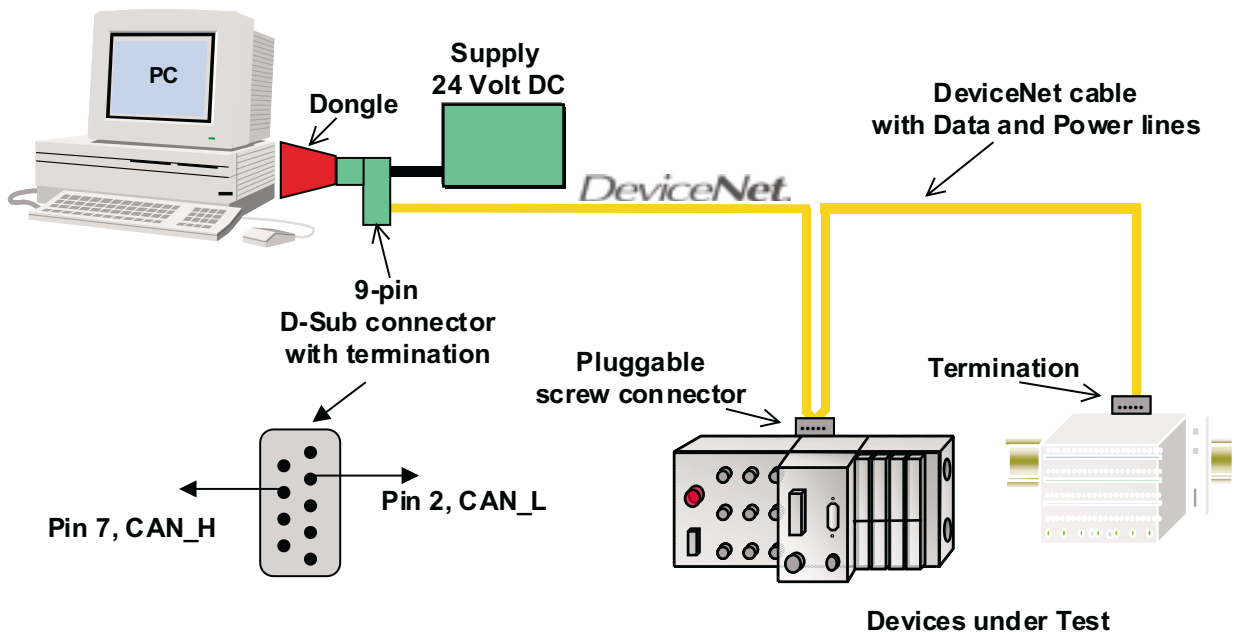 PC
Supply
24 Volt DC
Dongle
DeviceNet cable
with Data and Power lines
DeviceNet.
9-pin
D-Sub connector
with termination
Pluggable
screw connector
Termination
Pin 2, CAN_L
Pin 7, CAN_H
Devices under Test